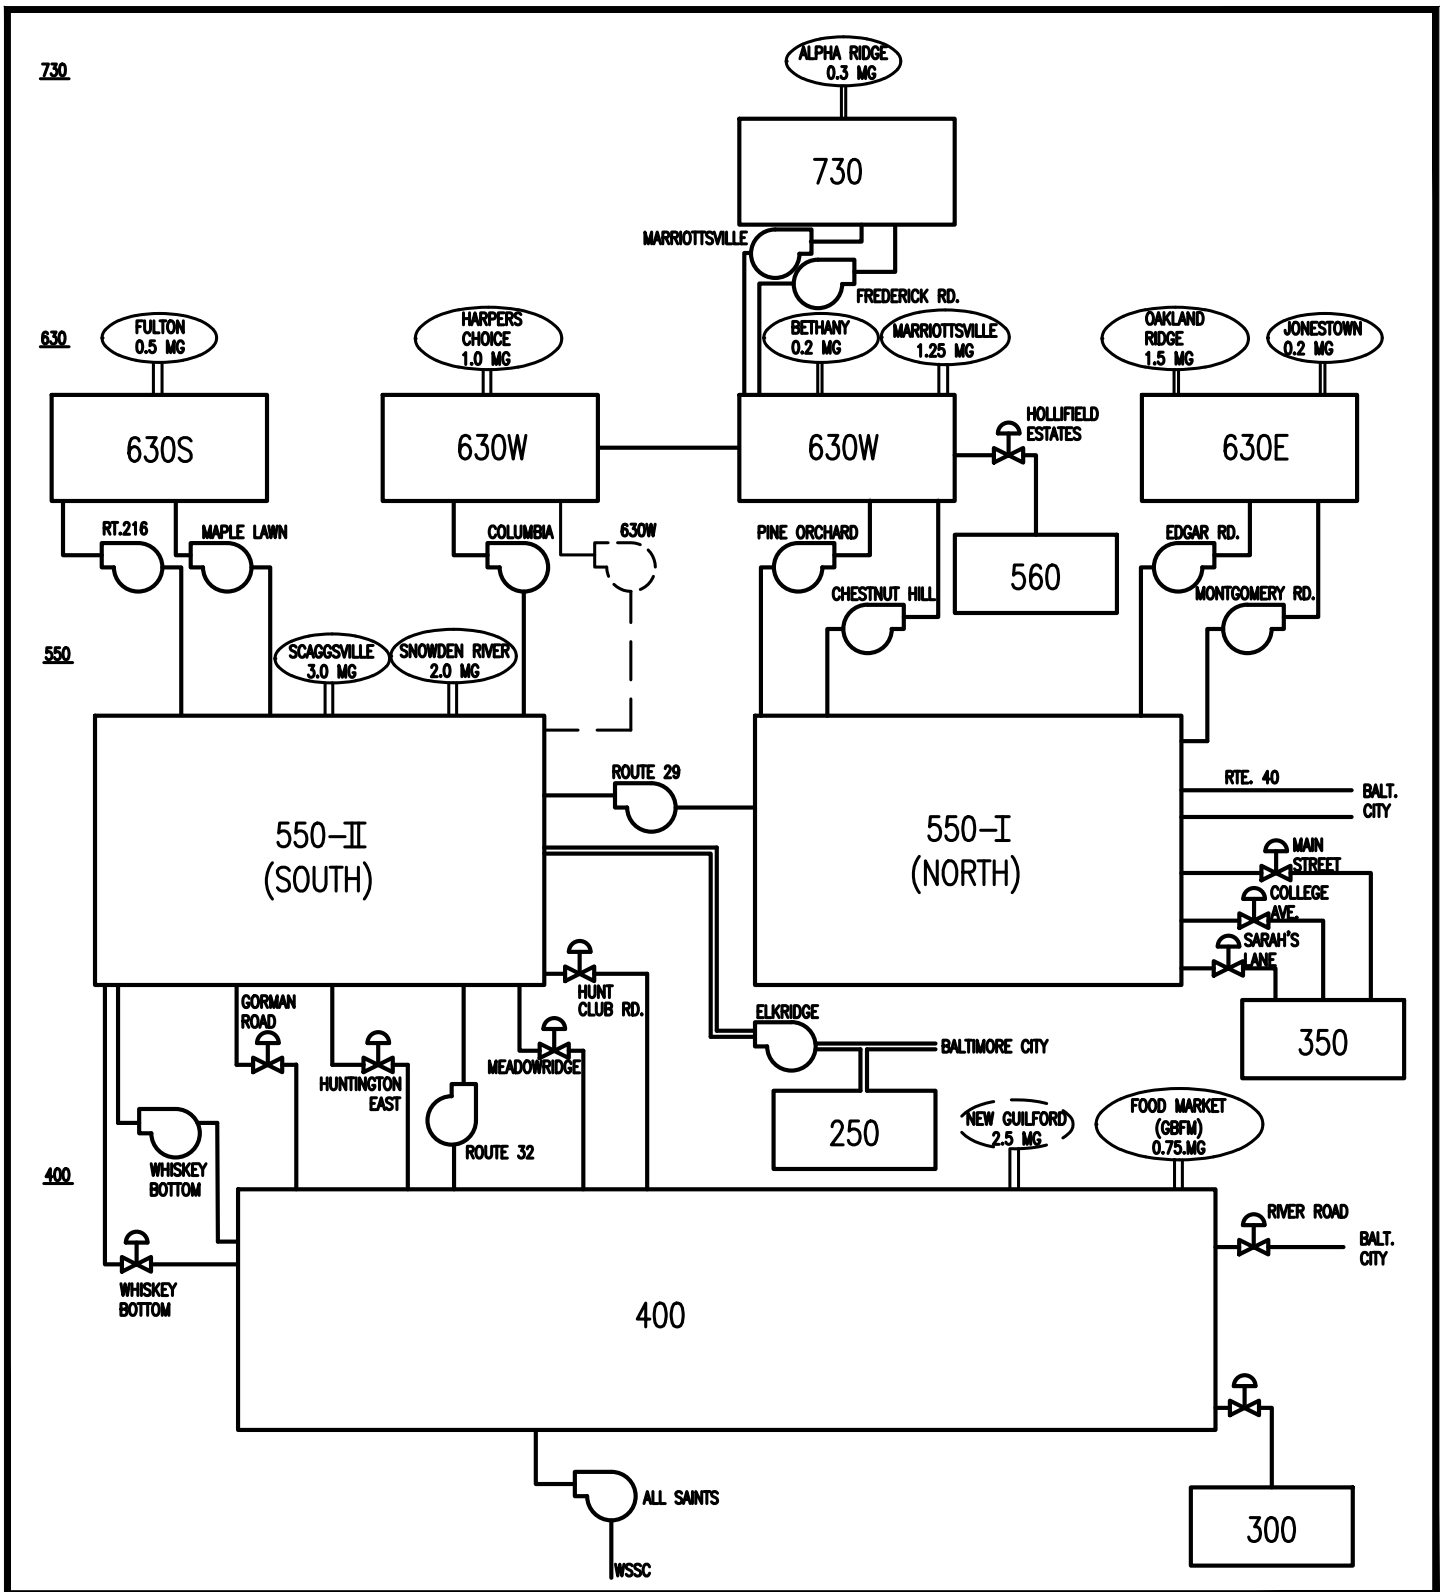 730
ALPHA RIDGE
0.3 MG
730
MARRIOTTSVILLE
FREDERICK RD.
630
FULTON
0.5 MG
HARPERS
CHOICE
1.0 MG
BETHANY
0.2 MG
MARRIOTTSVILLE
1.25 MG
OAKLAND
RIDGE
1.5 MG
JONESTOWN
0.2 MG
630S
630W
630W
HOLLIFIELD
ESTATES
630E
RT.216
MAPLE LAWN
COLUMBIA
630W
PINE ORCHARD
CHESTNUT HILL
560
EDGAR RD.
MONTGOMERY RD.
550
SCAGGSVILLE
3.0 MG
SNOWDEN RIVER
2.0 MG
ROUTE 29
550-II
(SOUTH)
550-I
(NORTH)
RTE. 40
BALT.
CITY
MAIN
STREET
COLLEGE
AVE.
SARAH'S
LANE
350
HUNT
CLUB RD.
GORMAN
ROAD
HUNTINGTON
EAST
MEADOWRIDGE
ROUTE 32
ELKRIDGE
BALTIMORE CITY
250
NEW GUILFORD
2.5 MG
FOOD MARKET
(GBFM)
0.75.MG
WHISKEY
BOTTOM
400
WHISKEY
BOTTOM
RIVER ROAD
BALT.
CITY
400
300
ALL SAINTS
WSSC